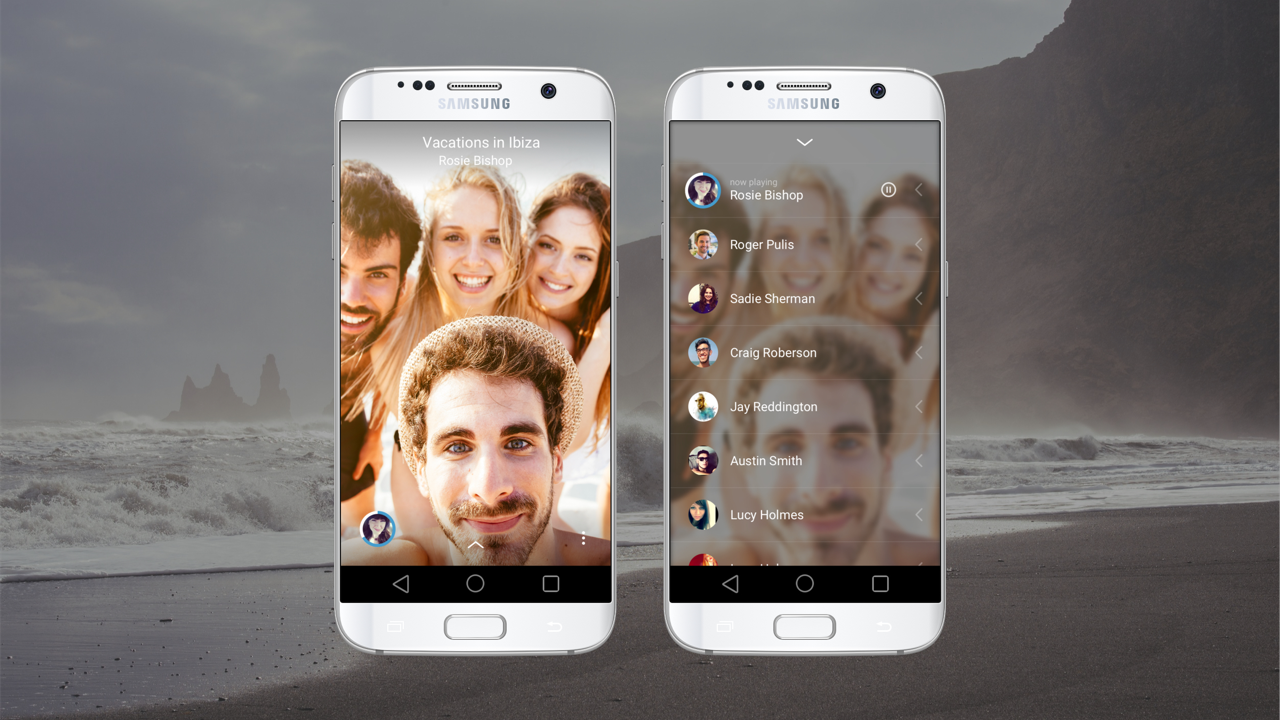 SAMSUNG
Vacations in Ibiza
Rosie Bishop
SAMSUNG
now playing
Rosie Bishop
Roger Pulis
Sadie Sherman
Craig Roberson
Jay Reddington
Austin Smith
Lucy Holmes